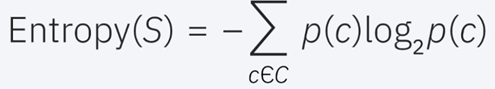 Entropy(S) = −∑ p(c)log₂p(c)
c∈C